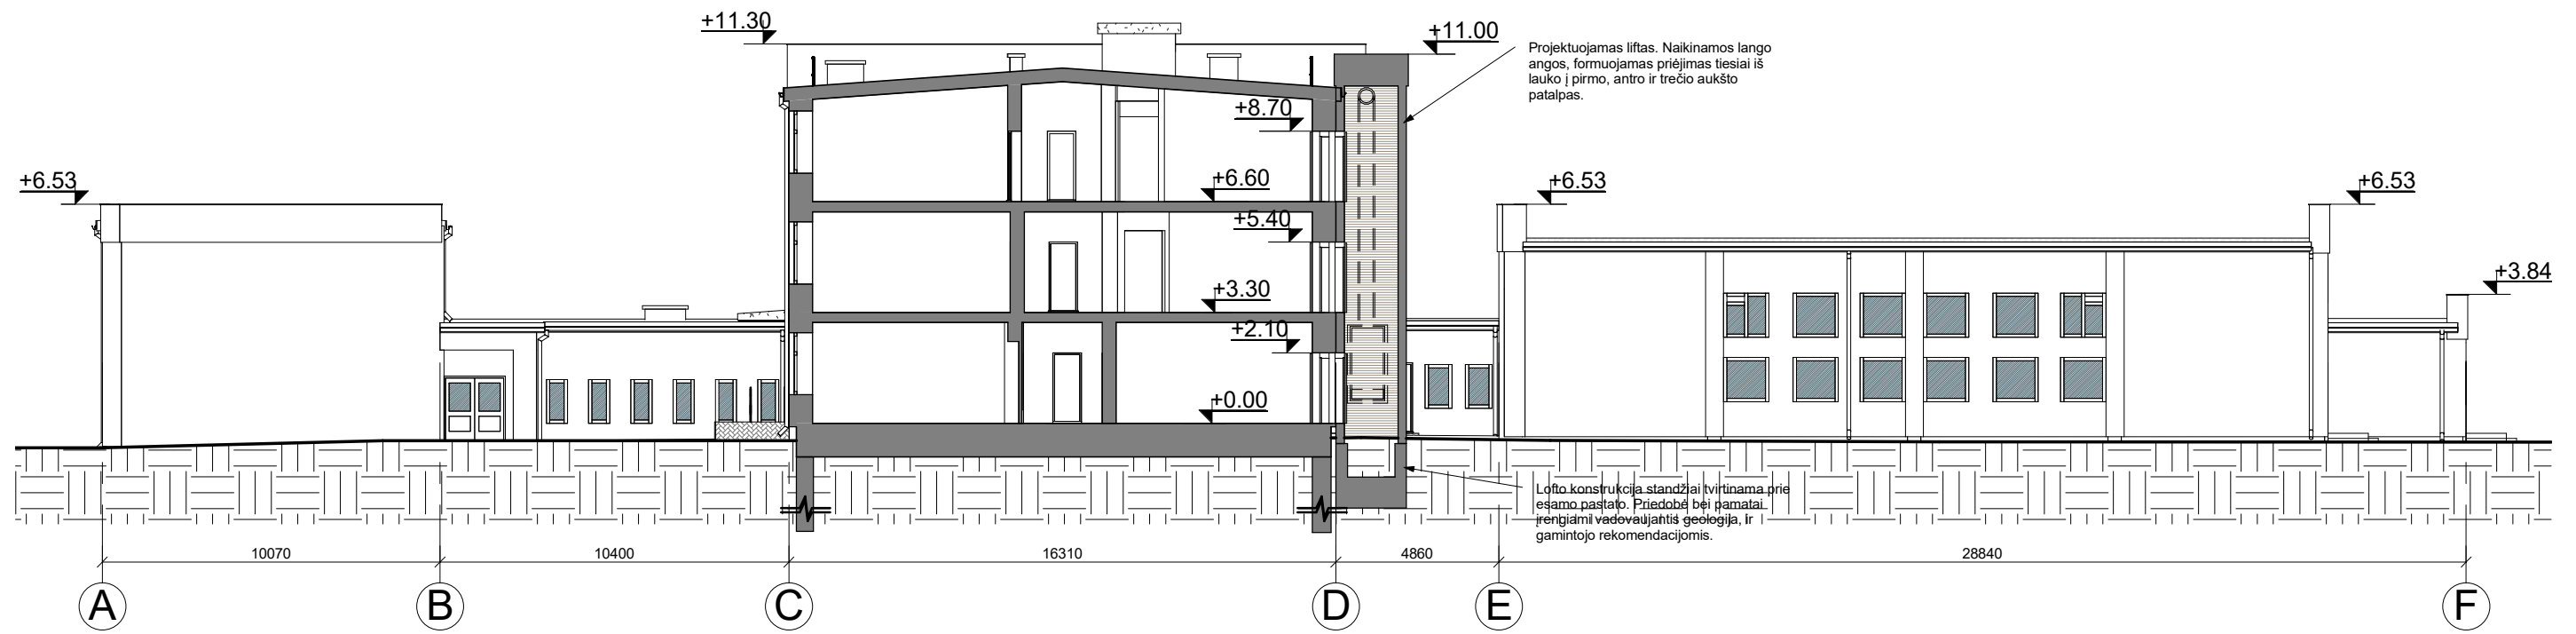 +11.30
+11.00
Projektuojamas liftas. Naikinamos lango
angos, formuojamas priėjimas tiesiai iš
lauko į pirmo, antro ir trečio aukšto
patalpas.
+8.70
+6.53
+6.60
+6.53
+6.53
+5.40
+3.30
+3.84
+2.10
+0.00
Lofto konstrukcija standžiai tvirtinama prie
esamo pastato. Priedobė bei pamatai
įrengiami vadovaujantis geologija, ir
gamintojo rekomendacijomis.
10070
10400
16310
4860
28840
A
B
C
D
E
F